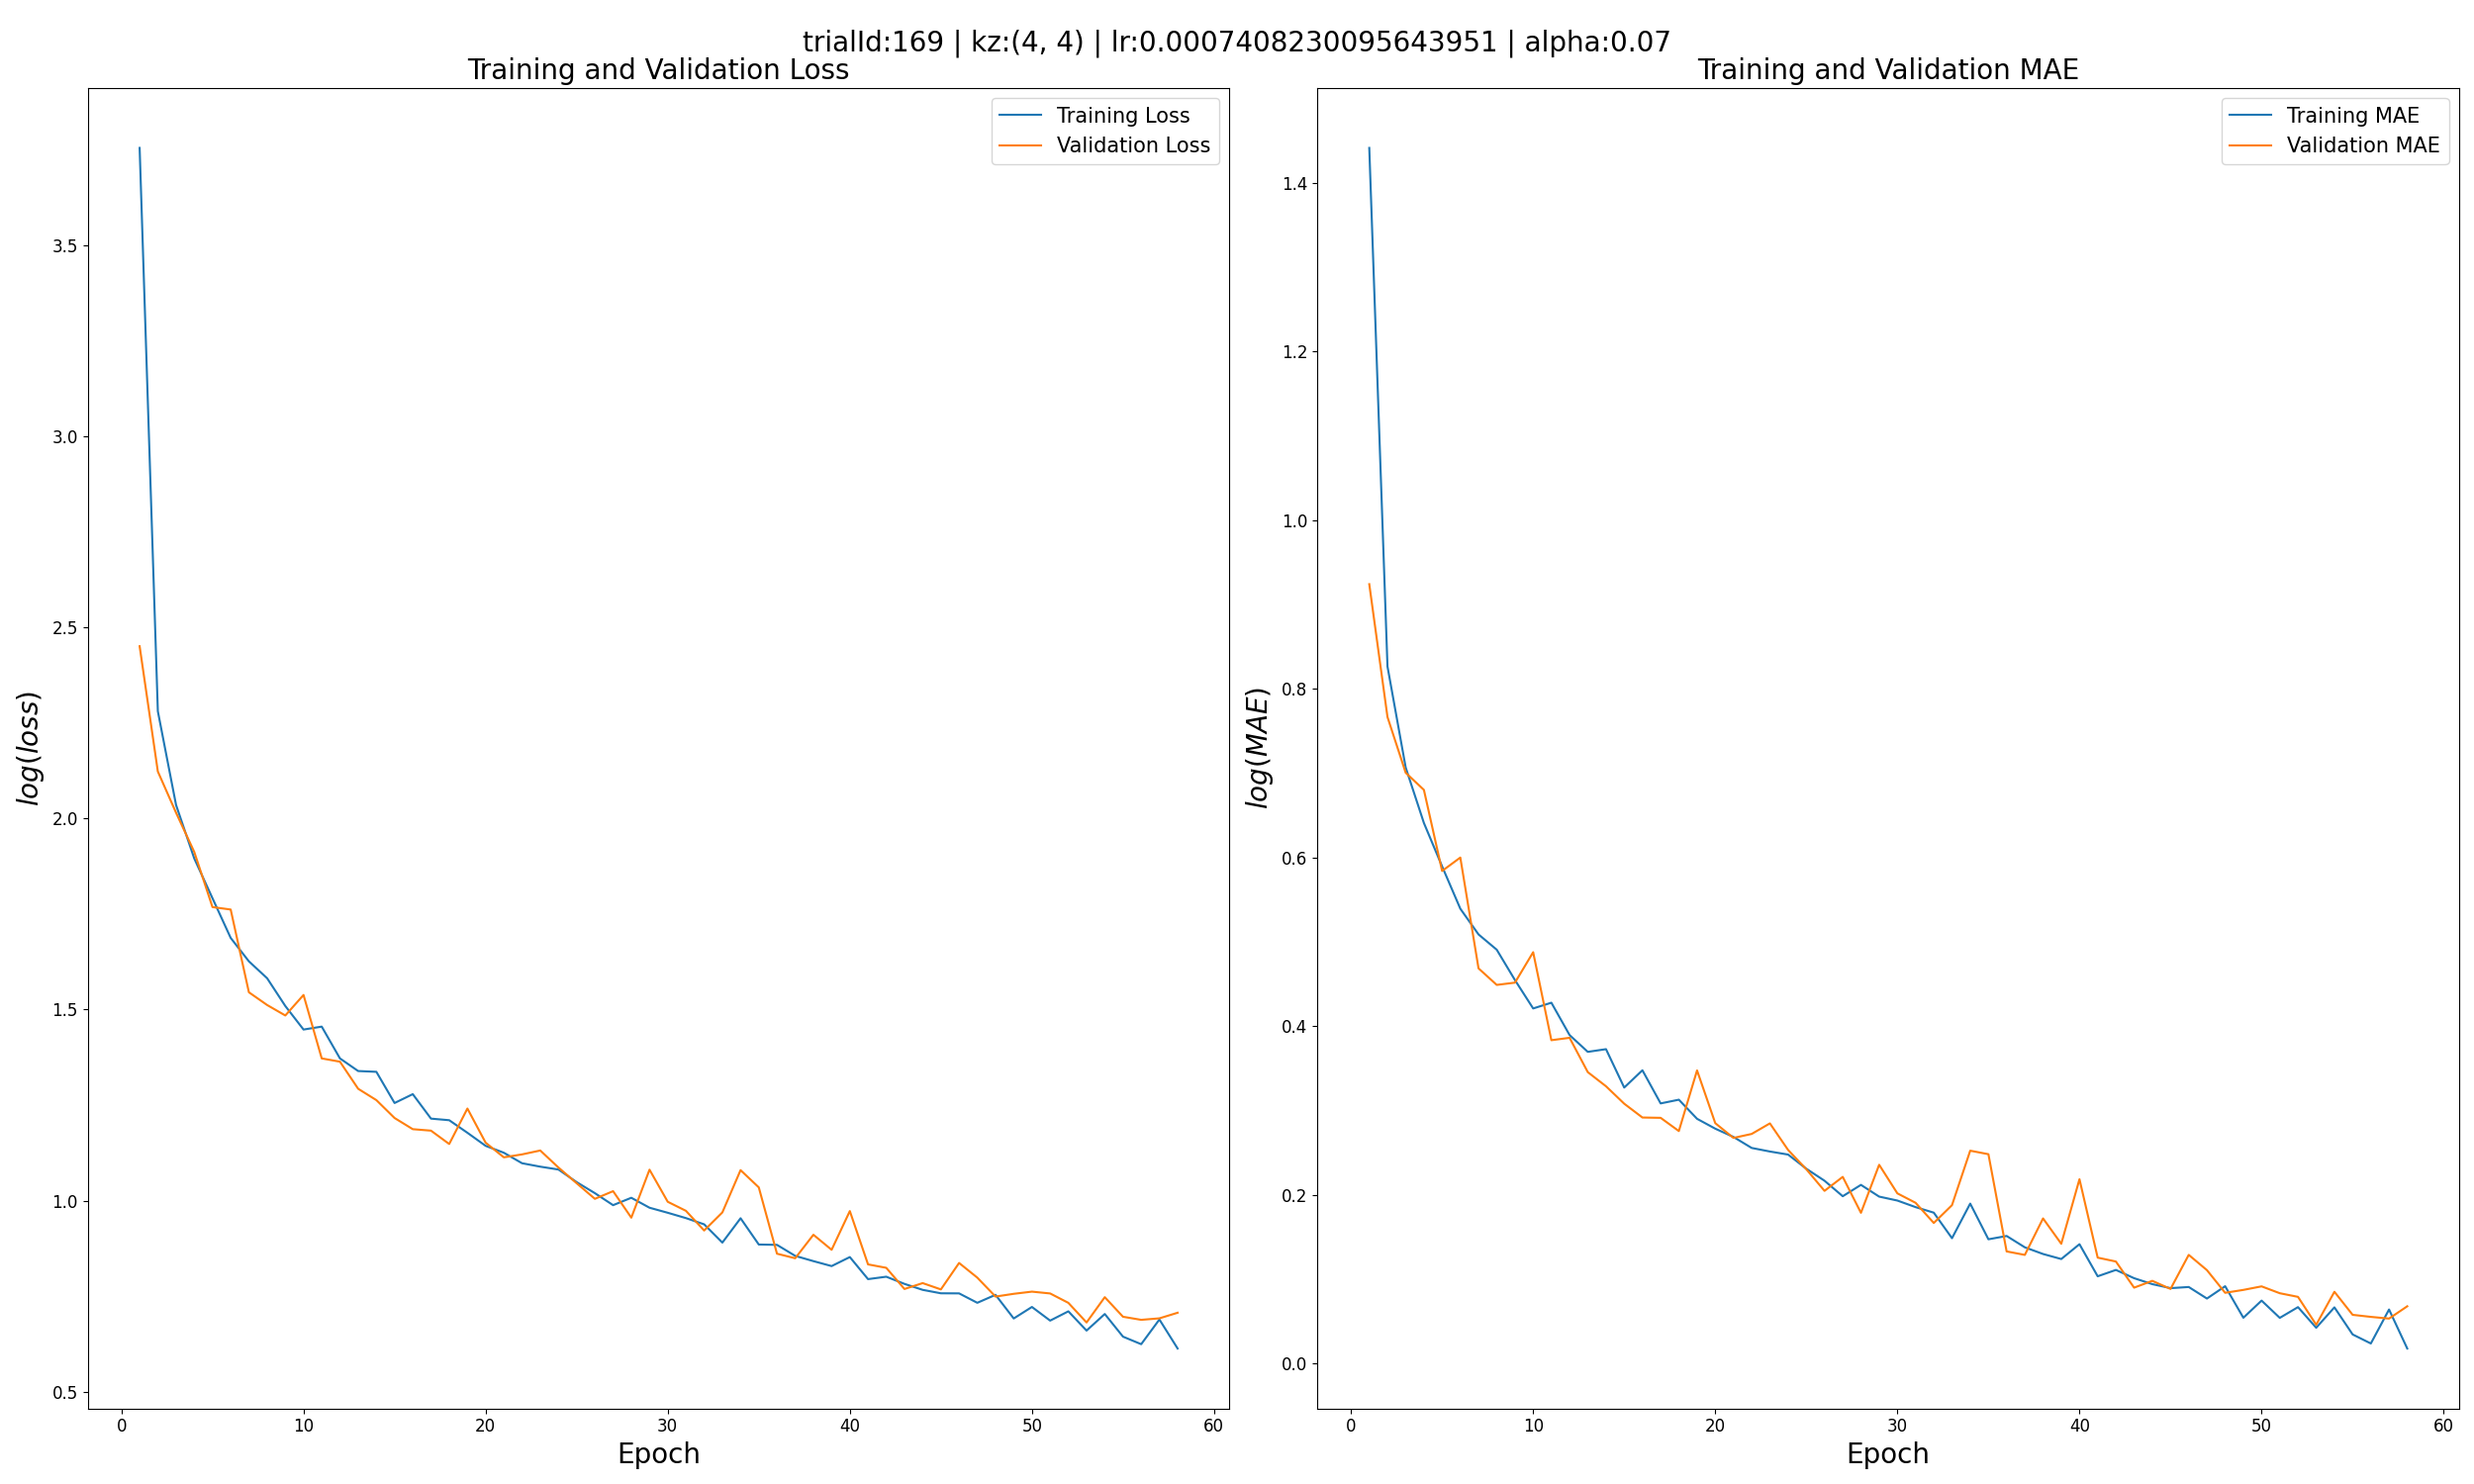 trialId:169 | kz:(4, 4) | lr:0.0007408230095643951 | alpha:0.07
Training and Validation Loss
Training Loss
Validation Loss
log(loss)
3.5
3.0
2.5
2.0
1.5
1.0
0.5
0 10 20 30 40 50 60
Epoch
Training and Validation MAE
Training MAE
Validation MAE
log(MAE)
1.4
1.2
1.0
0.8
0.6
0.4
0.2
0.0
0 10 20 30 40 50 60
Epoch